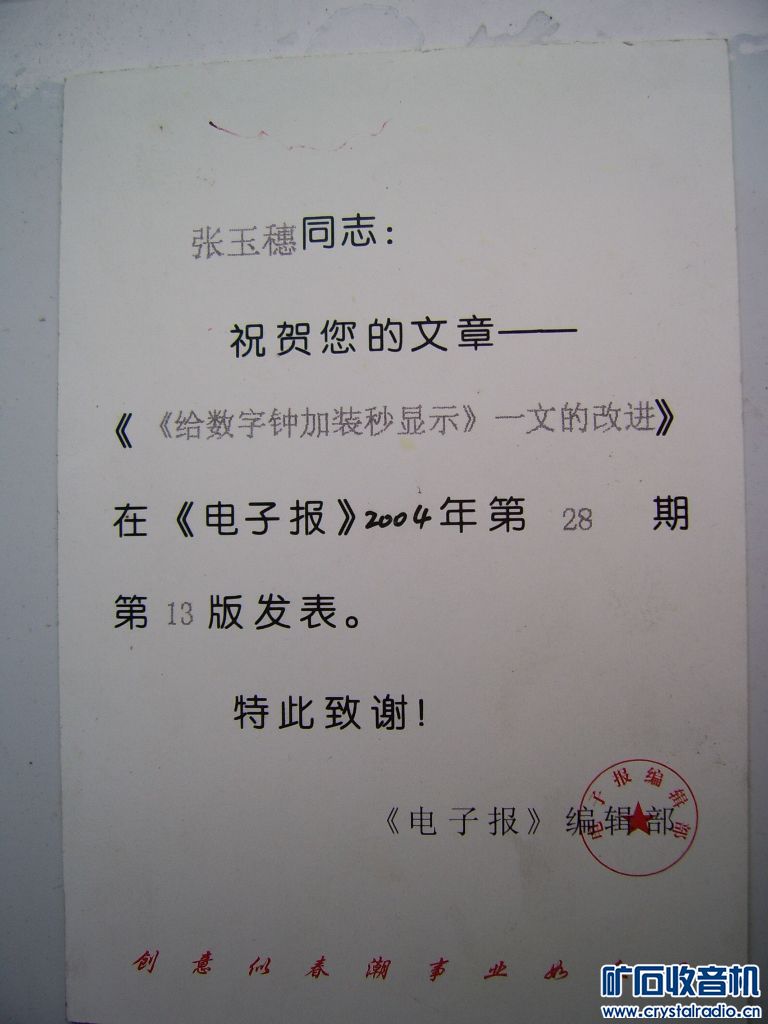 张玉穗同志：
祝贺您的文章——
《《给数字钟加装秒显示》一文的改进》
在《电子报》2004年第 28 期
第 13 版发表。
特此致谢！
《电子报》编辑部
电子报编辑部
创意似春潮事业如
矿石收音机
www.crystalradio.cn